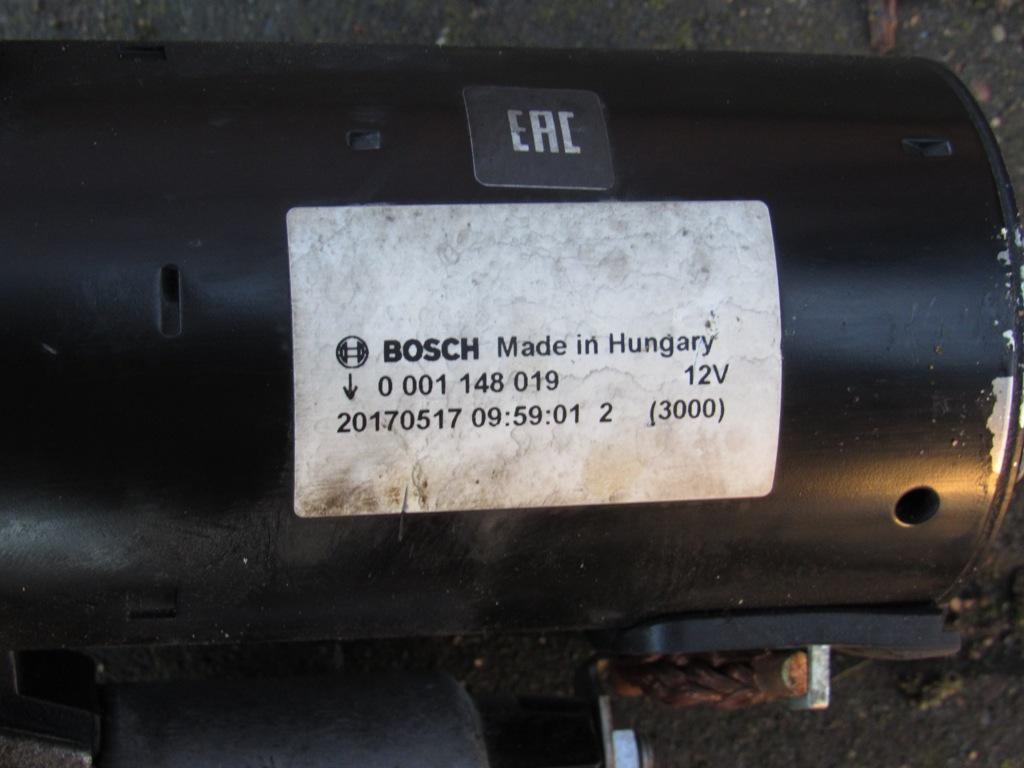 EAC
BOSCH Made in Hungary
0 001 148 019 12V
20170517 09:59:01 2 (3000)